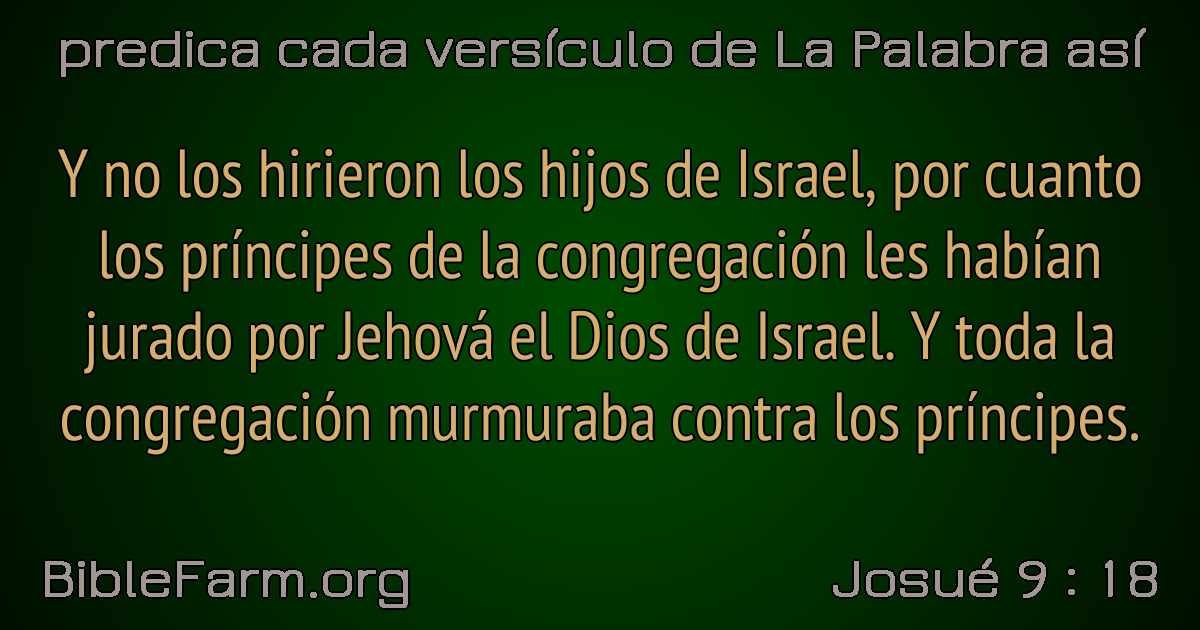 predica cada versículo de La Palabra así
Y no los hirieron los hijos de Israel, por cuanto
los príncipes de la congregación les habían
jurado por Jehová el Dios de Israel. Y toda la
congregación murmuraba contra los príncipes.
BibleFarm.org
Josué 9 : 18